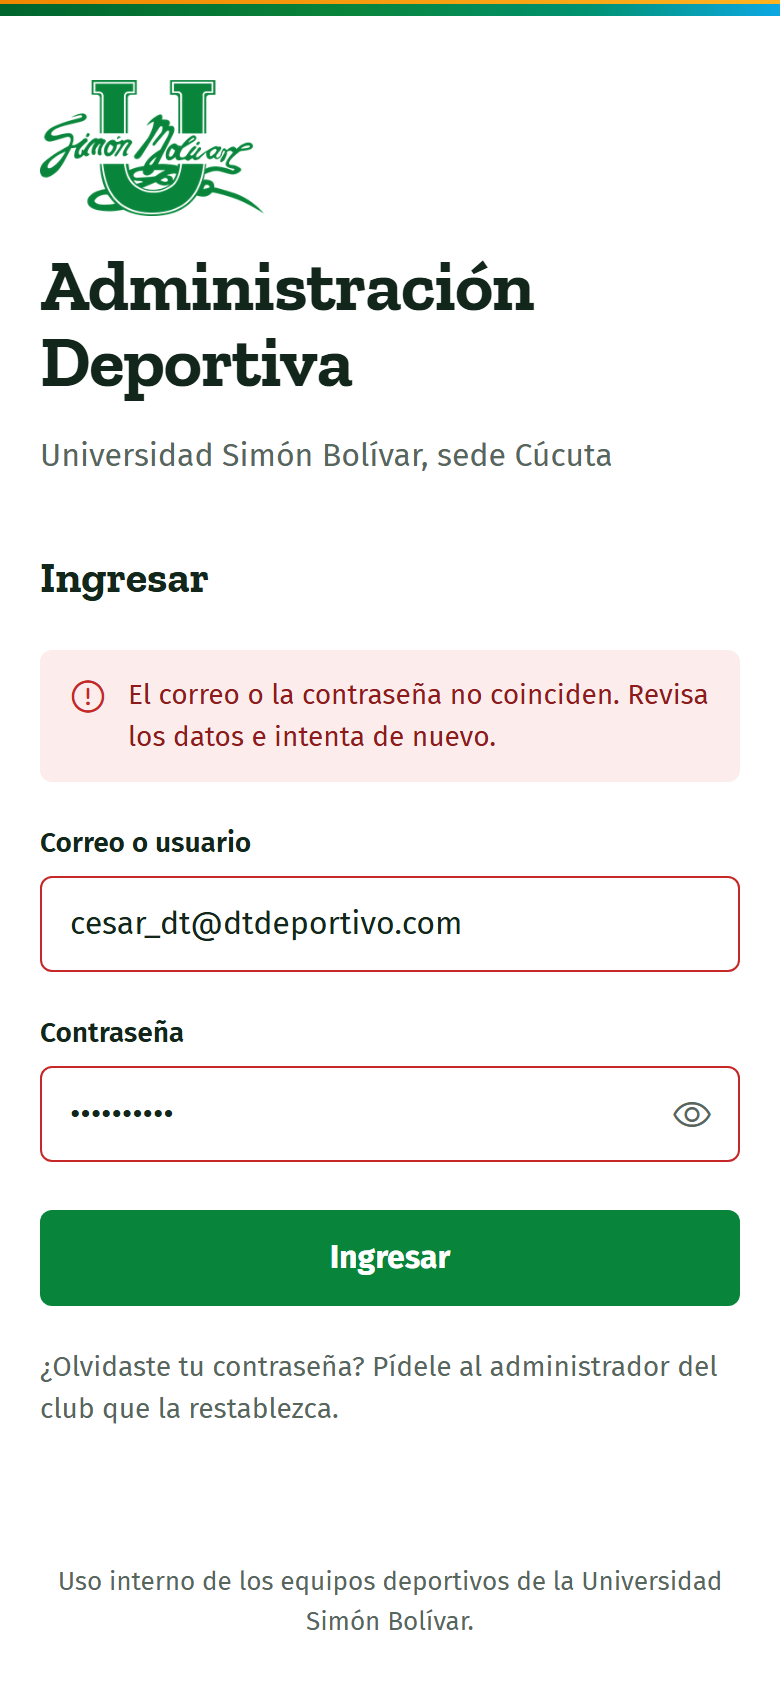 U
Simón Bolívar
Administración
Deportiva
Universidad Simón Bolívar, sede Cúcuta
Ingresar
El correo o la contraseña no coinciden. Revisa
los datos e intenta de nuevo.
Correo o usuario
cesar_dt@dtdeportivo.com
Contraseña
••••••••••
Ingresar
¿Olvidaste tu contraseña? Pídele al administrador del
club que la restablezca.
Uso interno de los equipos deportivos de la Universidad
Simón Bolívar.